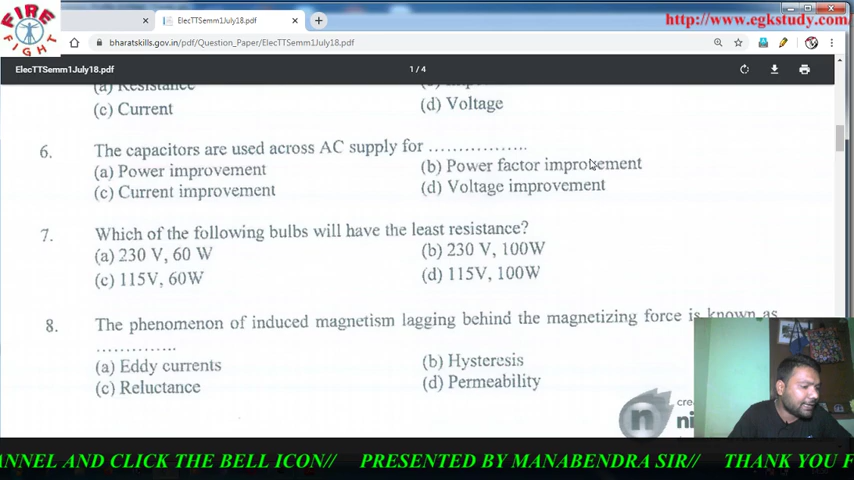 FIRE
FIGHT
ElecTTSemm1July18.pdf
http://www.egkstudy.com
bharatskills.gov.in/pdf/Question_Paper/ElecTTSemm1July18.pdf
ElecTTSemm1July18.pdf
1 / 4
(a) Resistance
(c) Current
(d) Voltage
6. The capacitors are used across AC supply for ……………..
(a) Power improvement
(b) Power factor improvement
(c) Current improvement
(d) Voltage improvement
7. Which of the following bulbs will have the least resistance?
(a) 230 V, 60 W
(b) 230 V, 100W
(c) 115V, 60W
(d) 115V, 100W
8. The phenomenon of induced magnetism lagging behind the magnetizing force is known as
…………..
(a) Eddy currents
(b) Hysteresis
(c) Reluctance
(d) Permeability
ANNEL AND CLICK THE BELL ICON// PRESENTED BY MANABENDRA SIR// THANK YOU F